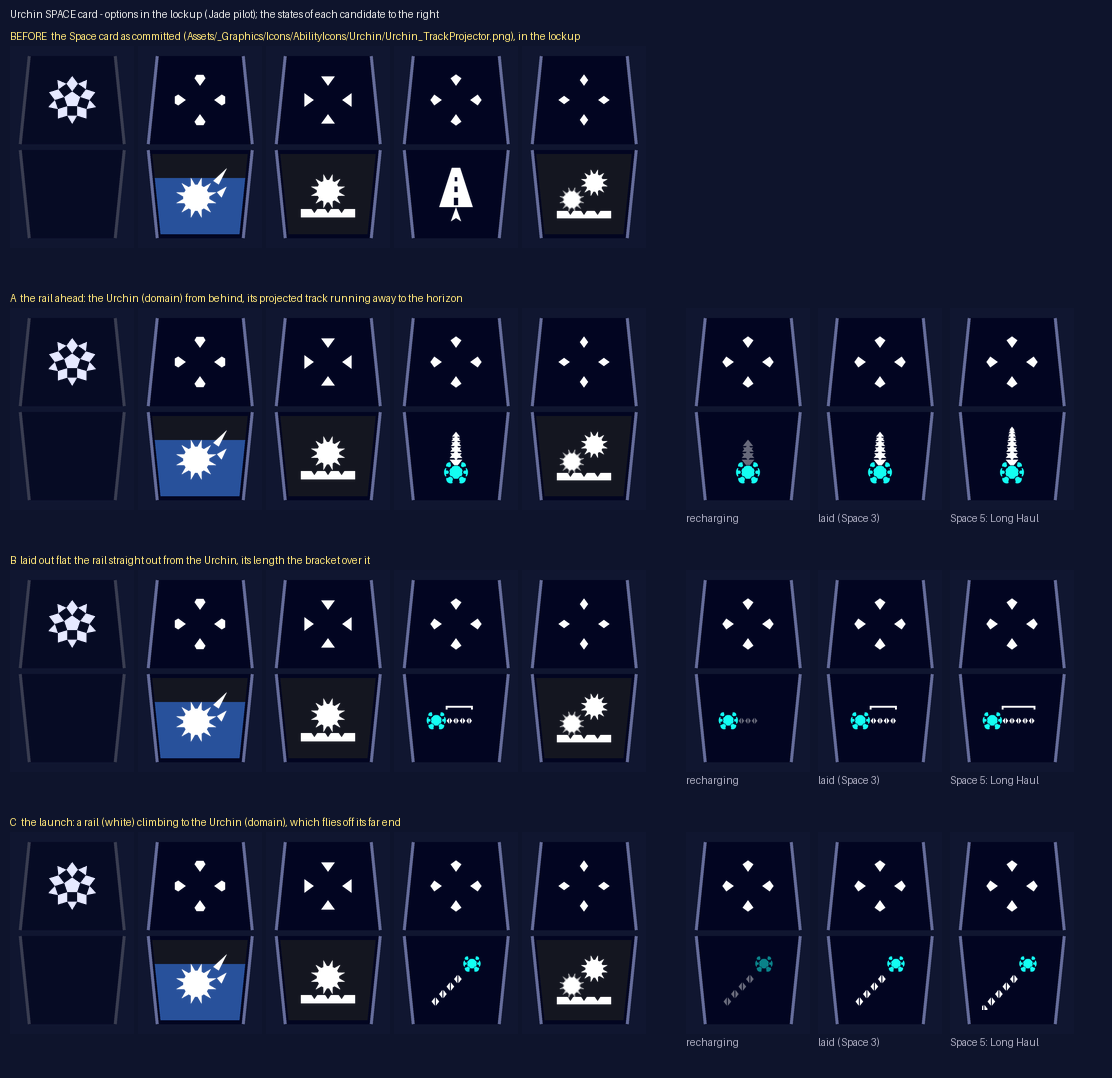 Urchin SPACE card - options in the lockup (Jade pilot); the states of each candidate to the right
BEFORE the Space card as committed (Assets/_Graphics/Icons/AbilityIcons/Urchin/Urchin_TrackProjector.png), in the lockup
A the rail ahead: the Urchin (domain) from behind, its projected track running away to the horizon
recharging
laid (Space 3)
Space 5: Long Haul
B laid out flat: the rail straight out from the Urchin, its length the bracket over it
recharging
laid (Space 3)
Space 5: Long Haul
C the launch: a rail (white) climbing to the Urchin (domain), which flies off its far end
recharging
laid (Space 3)
Space 5: Long Haul